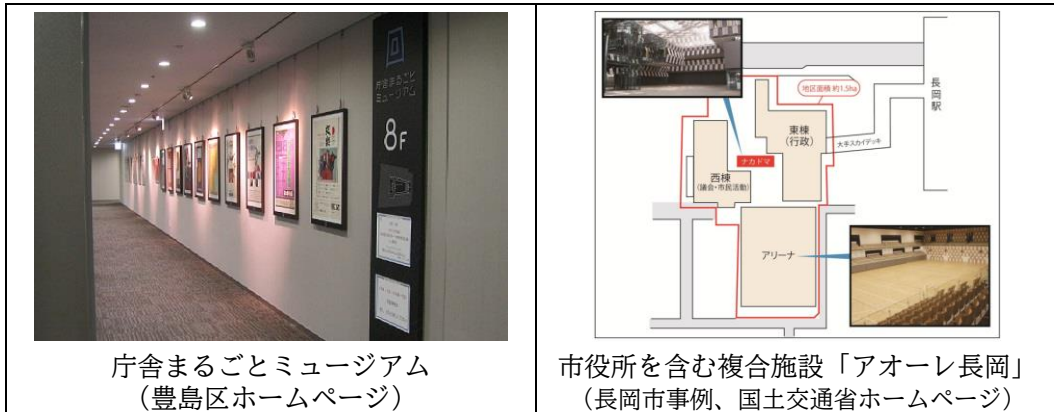 庁舎まるごと
ミュージアム
8F
庁舎まるごとミュージアム
(豊島区ホームページ)
地区面積 約1.5ha
長岡駅
東棟
(行政)
大手スカイデッキ
ナカドマ
西棟
(議会・市民活動)
アリーナ
市役所を含む複合施設「アオーレ長岡」
(長岡市事例、国土交通省ホームページ)